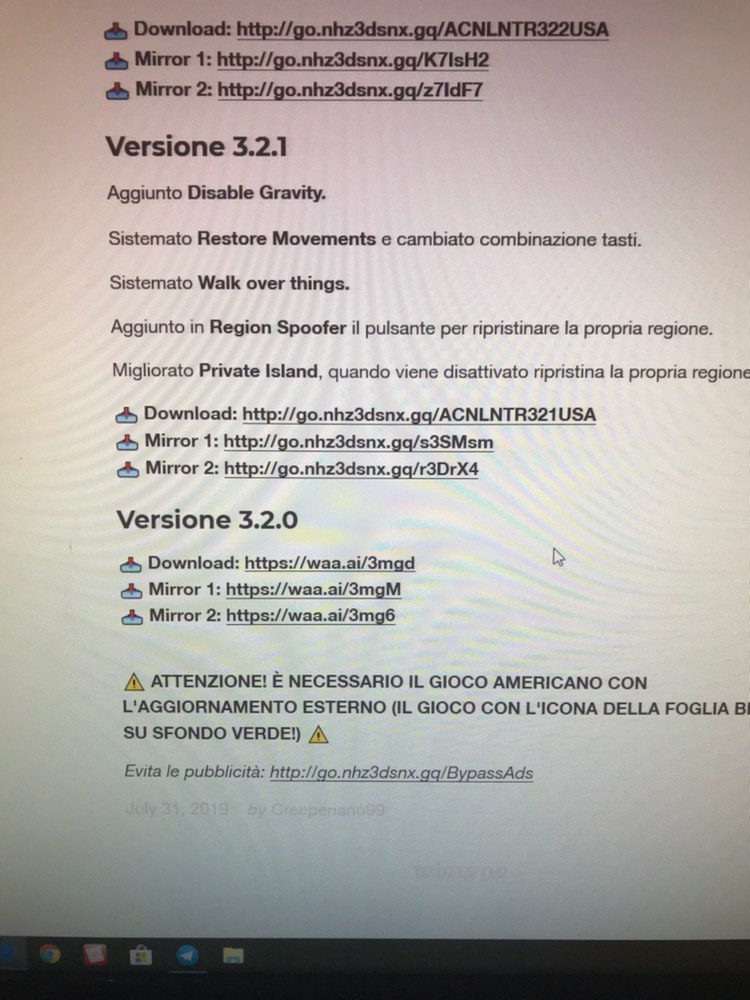 Download: http://go.nhz3dsnx.gq/ACNLNTR322USA
Mirror 1: http://go.nhz3dsnx.gq/K7IsH2
Mirror 2: http://go.nhz3dsnx.gq/z7IdF7
Versione 3.2.1
Aggiunto Disable Gravity.
Sistemato Restore Movements e cambiato combinazione tasti.
Sistemato Walk over things.
Aggiunto in Region Spoofer il pulsante per ripristinare la propria regione.
Migliorato Private Island, quando viene disattivato ripristina la propria regione
Download: http://go.nhz3dsnx.gq/ACNLNTR321USA
Mirror 1: http://go.nhz3dsnx.gq/s3SMsm
Mirror 2: http://go.nhz3dsnx.gq/r3DrX4
Versione 3.2.0
Download: https://waa.ai/3mgd
Mirror 1: https://waa.ai/3mgM
Mirror 2: https://waa.ai/3mg6
ATTENZIONE! È NECESSARIO IL GIOCO AMERICANO CON
L'AGGIORNAMENTO ESTERNO (IL GIOCO CON L'ICONA DELLA FOGLIA
SU SFONDO VERDE!)
Evita le pubblicità: http://go.nhz3dsnx.gq/BypassAds
July 31, 2019 by Creeperiano99